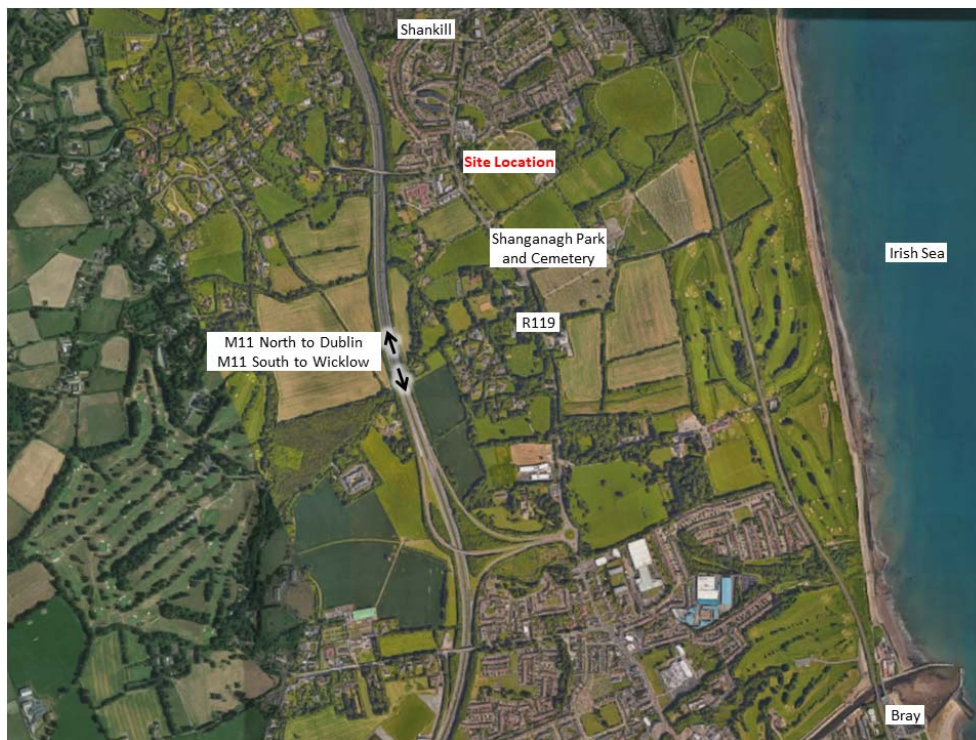 Shankill
Site Location
Shanganagh Park
and Cemetery
Irish Sea
R119
M11 North to Dublin
M11 South to Wicklow
Bray